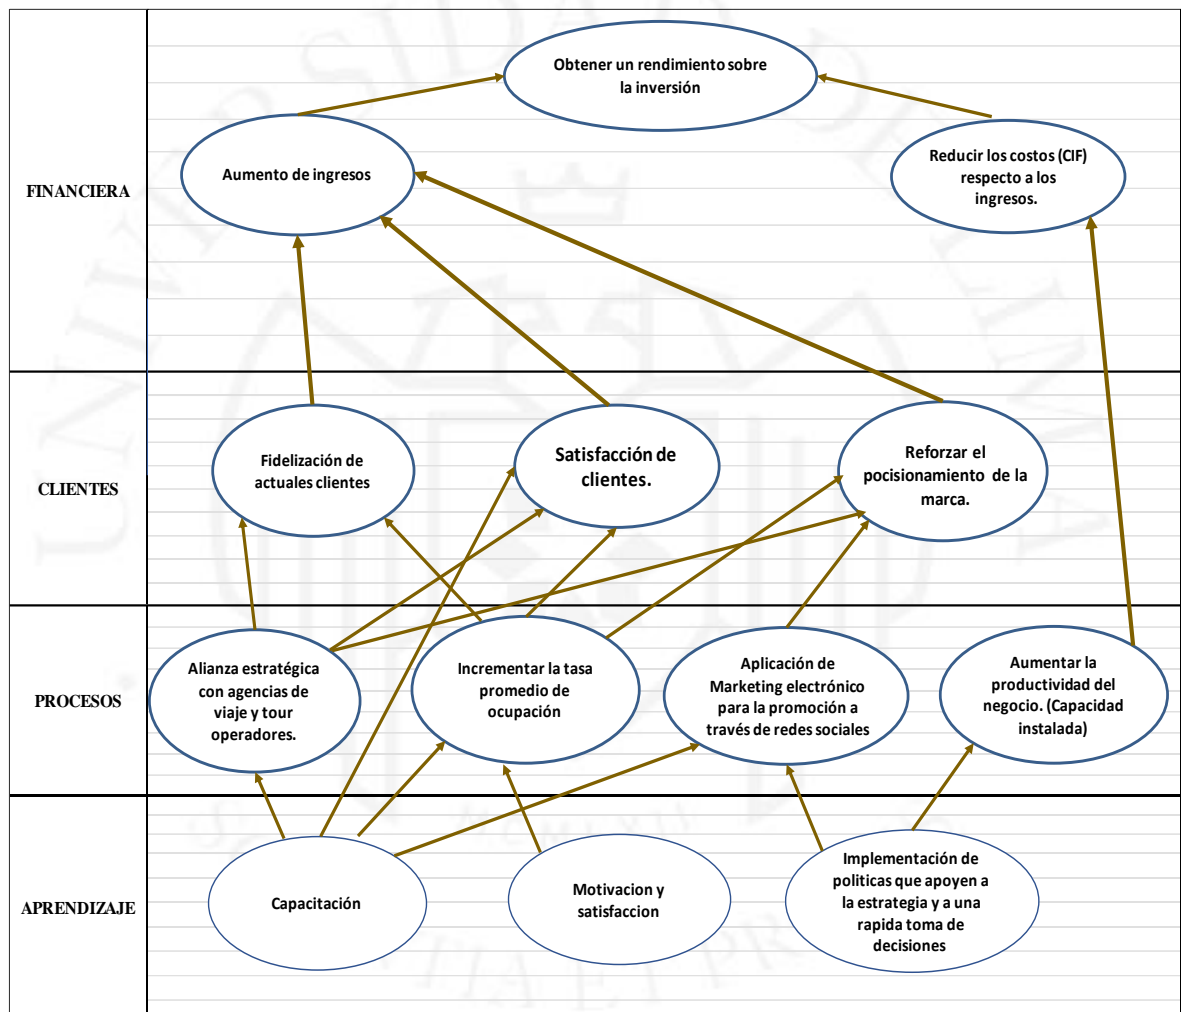 FINANCIERA
Obtener un rendimiento sobre
la inversión
Aumento de ingresos
Reducir los costos (CIF)
respecto a los
ingresos.
CLIENTES
Fidelización de
actuales clientes
Satisfacción de
clientes.
Reforzar el
pocisionamiento de la
marca.
PROCESOS
Alianza estratégica
con agencias de
viaje y tour
operadores.
Incrementar la tasa
promedio de
ocupación
Aplicación de
Marketing electrónico
para la promoción a
través de redes sociales
Aumentar la
productividad del
negocio. (Capacidad
instalada)
APRENDIZAJE
Capacitación
Motivacion y
satisfaccion
Implementación de
politicas que apoyen a
la estrategia y a una
rapida toma de
decisiones
UNIVERSIDAD DE LIMA